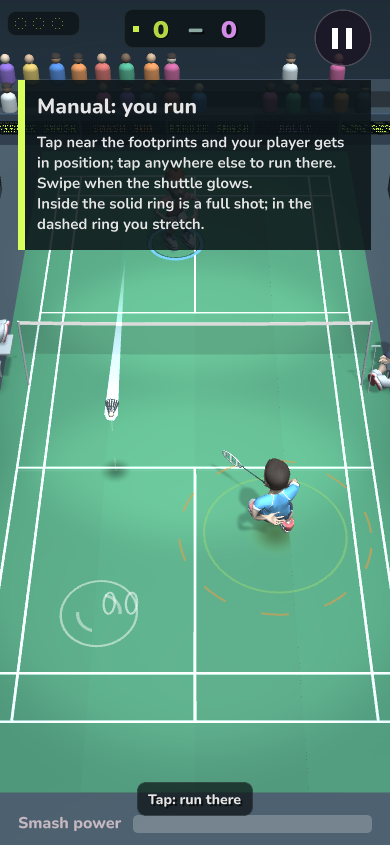 0 – 0
Manual: you run
Tap near the footprints and your player gets
in position; tap anywhere else to run there.
Swipe when the shuttle glows.
Inside the solid ring is a full shot; in the
dashed ring you stretch.
Tap: run there
Smash power